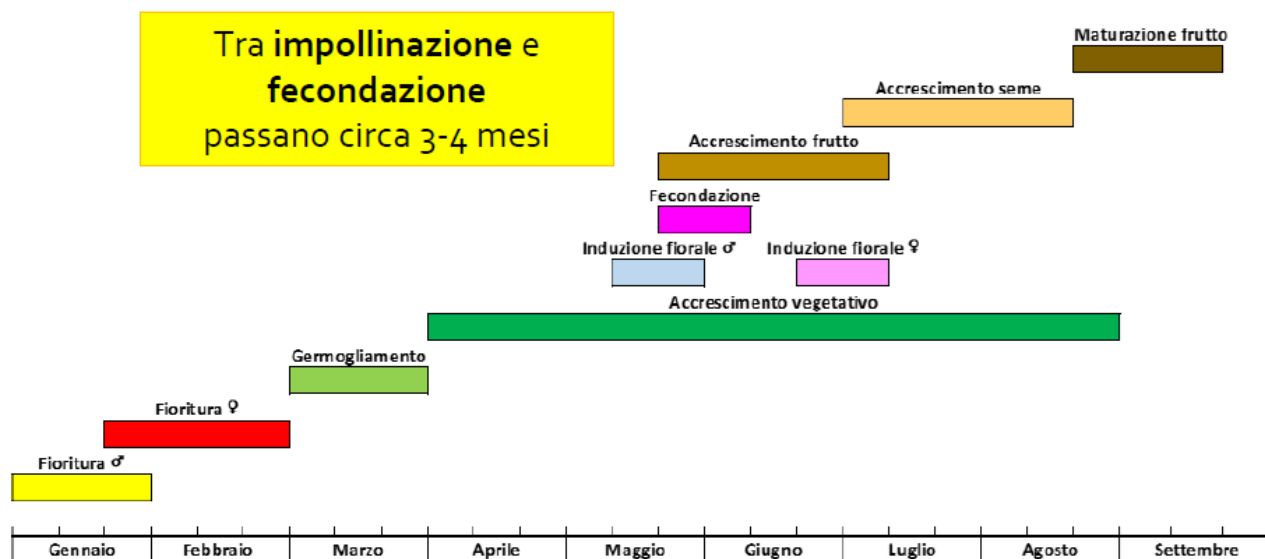 Tra impollinazione e
fecondazione
passano circa 3-4 mesi
Maturazione frutto
Accrescimento seme
Accrescimento frutto
Fecondazione
Induzione fiorale ♂
Induzione fiorale ♀
Accrescimento vegetativo
Germogliamento
Fioritura ♀
Fioritura ♂
Gennaio Febbraio Marzo Aprile Maggio Giugno Luglio Agosto Settembre